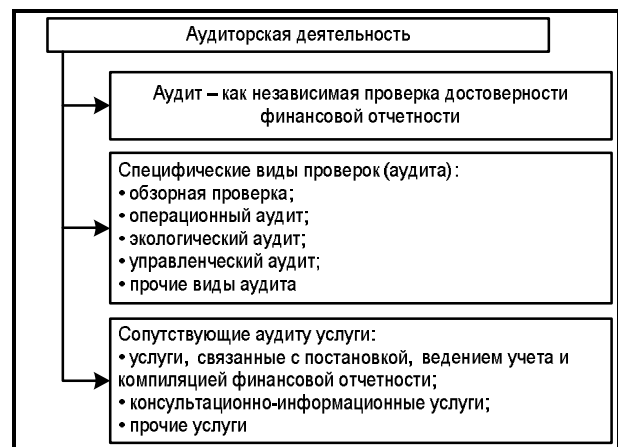 Аудиторская деятельность
Аудит – как независимая проверка достоверности
финансовой отчетности
Специфические виды проверок (аудита) :
• обзорная проверка;
• операционный аудит;
• экологический аудит;
• управленческий аудит;
• прочие виды аудита
Сопутствующие аудиту услуги:
• услуги, связанные с постановкой, ведением учета и
компиляцией финансовой отчетности;
• консультационно-информационные услуги;
• прочие услуги